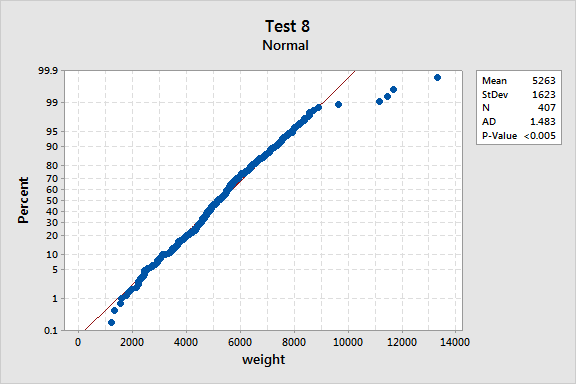 Test 8
Normal
99.9
99
95
90
80
70
60
50
40
30
20
10
5
1
0.1
Percent
0 2000 4000 6000 8000 10000 12000 14000
weight
Mean 5263
StDev 1623
N 407
AD 1.483
P-Value <0.005